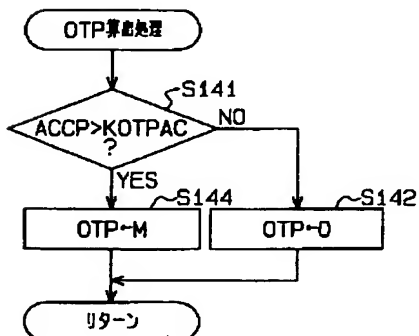 OTP算出処理
S141
ACCP>KOTPAC
?
NO
YES
S144
S142
OTP←M
OTP←0
リターン